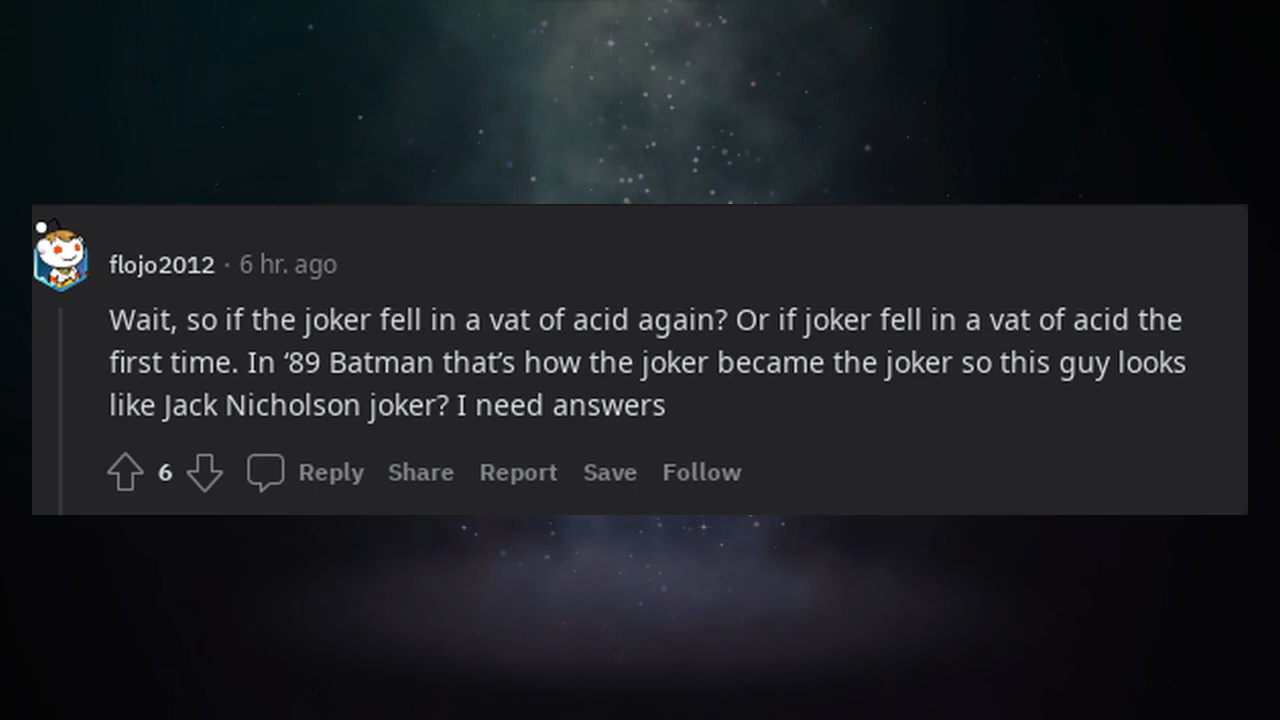 flojo2012 · 6 hr. ago
Wait, so if the joker fell in a vat of acid again? Or if joker fell in a vat of acid the
first time. In ‘89 Batman that’s how the joker became the joker so this guy looks
like Jack Nicholson joker? I need answers
6 Reply Share Report Save Follow